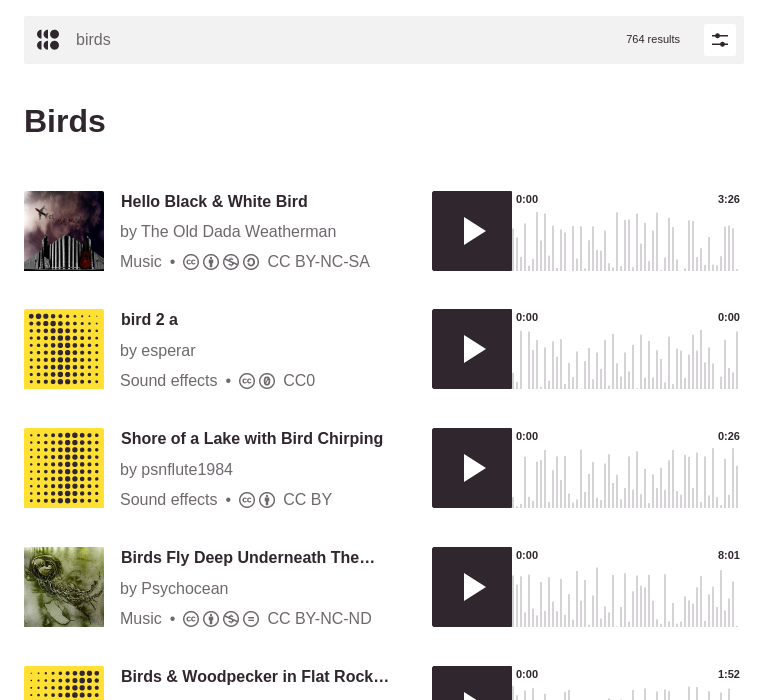 birds
764 results
Birds
Hello Black & White Bird
by The Old Dada Weatherman
Music • CC BY-NC-SA
0:00 3:26
bird 2 a
by esperar
Sound effects • CC0
0:00 0:00
Shore of a Lake with Bird Chirping
by psnflute1984
Sound effects • CC BY
0:00 0:26
Birds Fly Deep Underneath The…
by Psychocean
Music • CC BY-NC-ND
0:00 8:01
Birds & Woodpecker in Flat Rock…
0:00 1:52